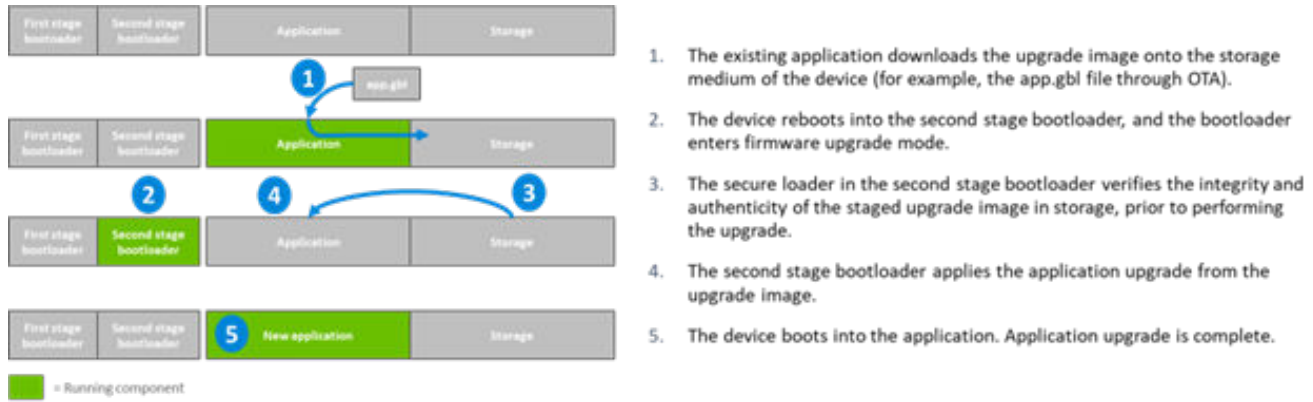 First stage bootloader
Second stage bootloader
Application
Storage
1
app.gbl
First stage bootloader
Second stage bootloader
Application
Storage
2
4
3
First stage bootloader
Second stage bootloader
Application
Storage
First stage bootloader
Second stage bootloader
5
New application
Storage
= Running component
1. The existing application downloads the upgrade image onto the storage
medium of the device (for example, the app.gbl file through OTA).
2. The device reboots into the second stage bootloader, and the bootloader
enters firmware upgrade mode.
3. The secure loader in the second stage bootloader verifies the integrity and
authenticity of the staged upgrade image in storage, prior to performing
the upgrade.
4. The second stage bootloader applies the application upgrade from the
upgrade image.
5. The device boots into the application. Application upgrade is complete.